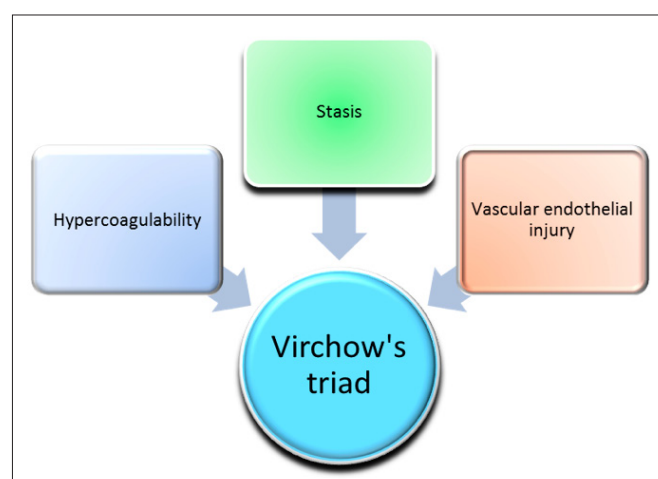 Stasis
Hypercoagulability
Vascular endothelial
injury
Virchow's
triad